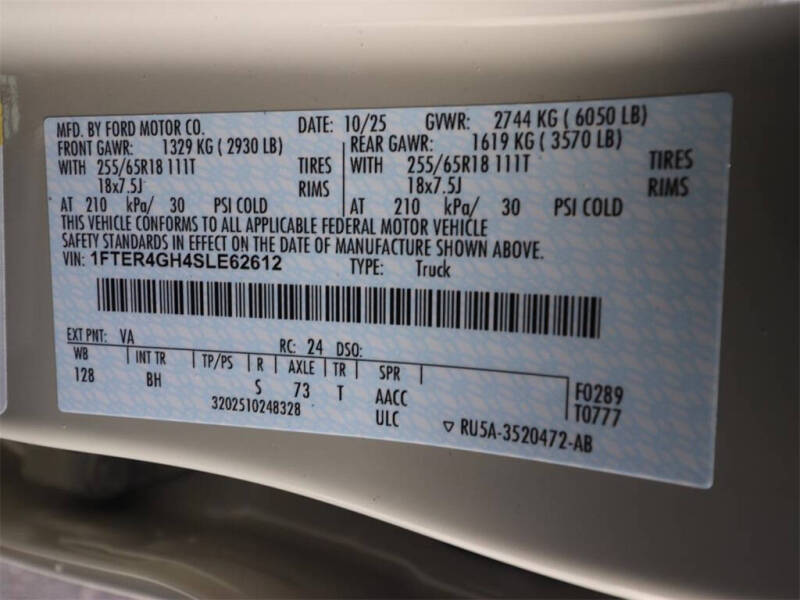 MFD. BY FORD MOTOR CO. DATE: 10/25 GVWR: 2744 KG ( 6050 LB)
FRONT GAWR: 1329 KG ( 2930 LB) REAR GAWR: 1619 KG ( 3570 LB)
WITH 255/65R18 111T TIRES WITH 255/65R18 111T TIRES
18x7.5J RIMS 18x7.5J RIMS
AT 210 kPa/ 30 PSI COLD AT 210 kPa/ 30 PSI COLD
THIS VEHICLE CONFORMS TO ALL APPLICABLE FEDERAL MOTOR VEHICLE
SAFETY STANDARDS IN EFFECT ON THE DATE OF MANUFACTURE SHOWN ABOVE.
VIN: 1FTER4GH4SLE62612 TYPE: Truck
EXT PNT: VA RC: 24 DSO:
WB INT TR TP/PS R AXLE TR SPR
128 BH S 73 T AACC F0289
3202510248328 ULC T0777
RU5A-3520472-AB